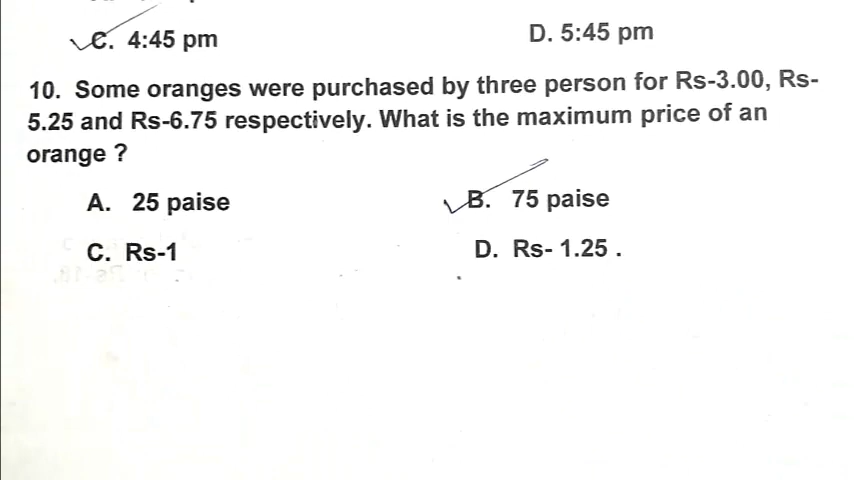 C. 4:45 pm
D. 5:45 pm
10. Some oranges were purchased by three person for Rs-3.00, Rs-
5.25 and Rs-6.75 respectively. What is the maximum price of an
orange ?
A. 25 paise
B. 75 paise
C. Rs-1
D. Rs- 1.25 .